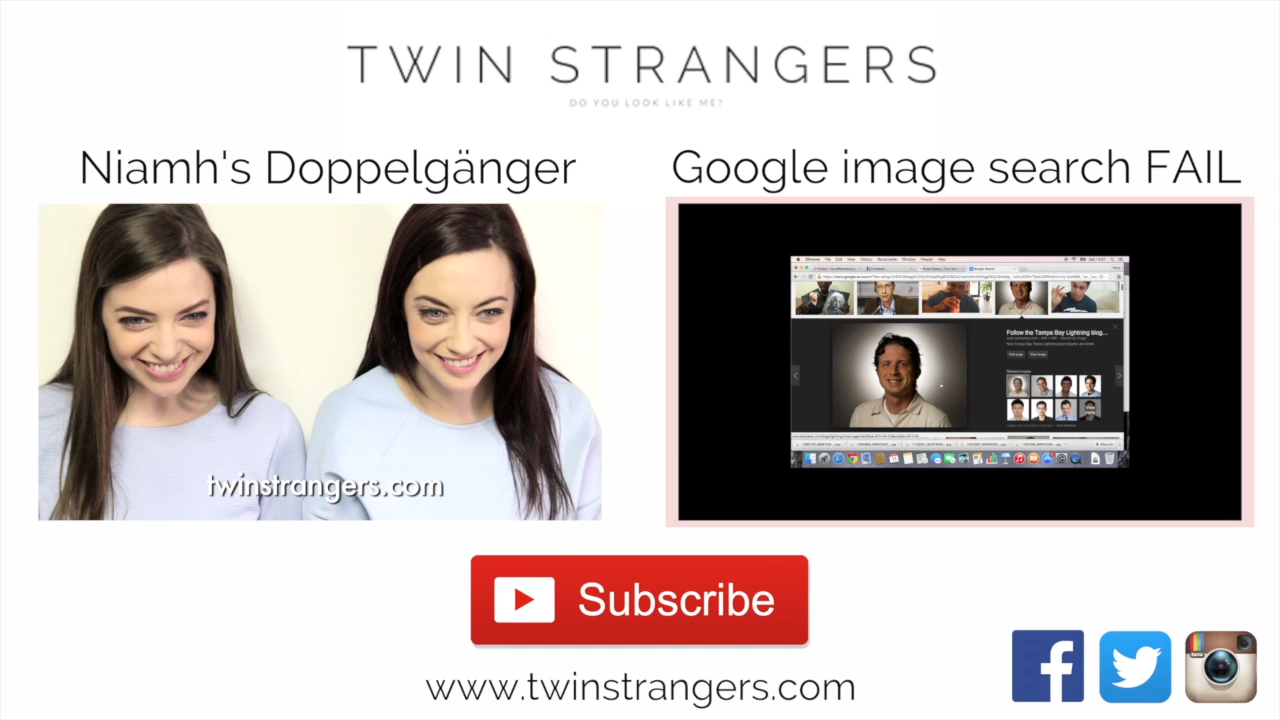 TWIN STRANGERS
DO YOU LOOK LIKE ME?
Niamh's Doppelgänger
Google image search FAIL
twinstrangers.com
Follow the Tampa Bay Lightning blog...
Subscribe
www.twinstrangers.com